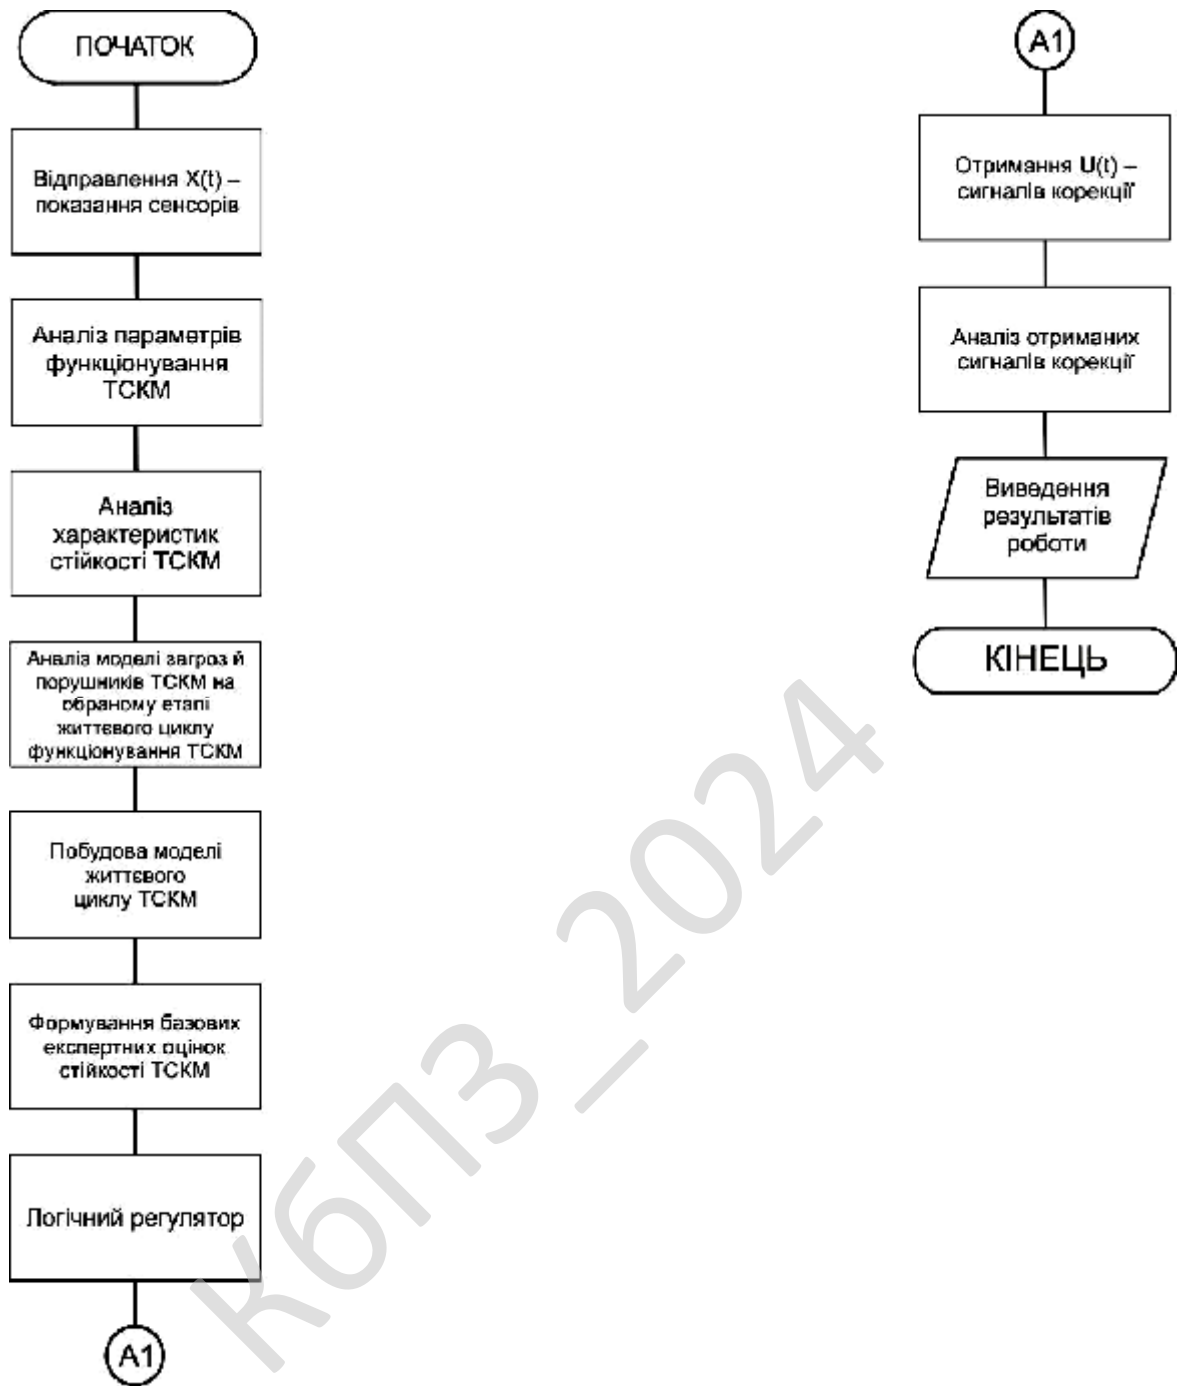 ПОЧАТОК
Відправлення X(t) –
показання сенсорів
Аналіз параметрів
функціонування
ТСКМ
Аналіз
характеристик
стійкості ТСКМ
Аналіз моделі загроз й
порушників ТСКМ на
обраному етапі
життєвого циклу
функціонування ТСКМ
Побудова моделі
життєвого
циклу ТСКМ
Формування базових
експертних оцінок
стійкості ТСКМ
Логічний регулятор
А1
А1
Отримання U(t) –
сигналів корекції
Аналіз отриманих
сигналів корекції
Виведення
результатів
роботи
КІНЕЦЬ
КбПЗ_2024